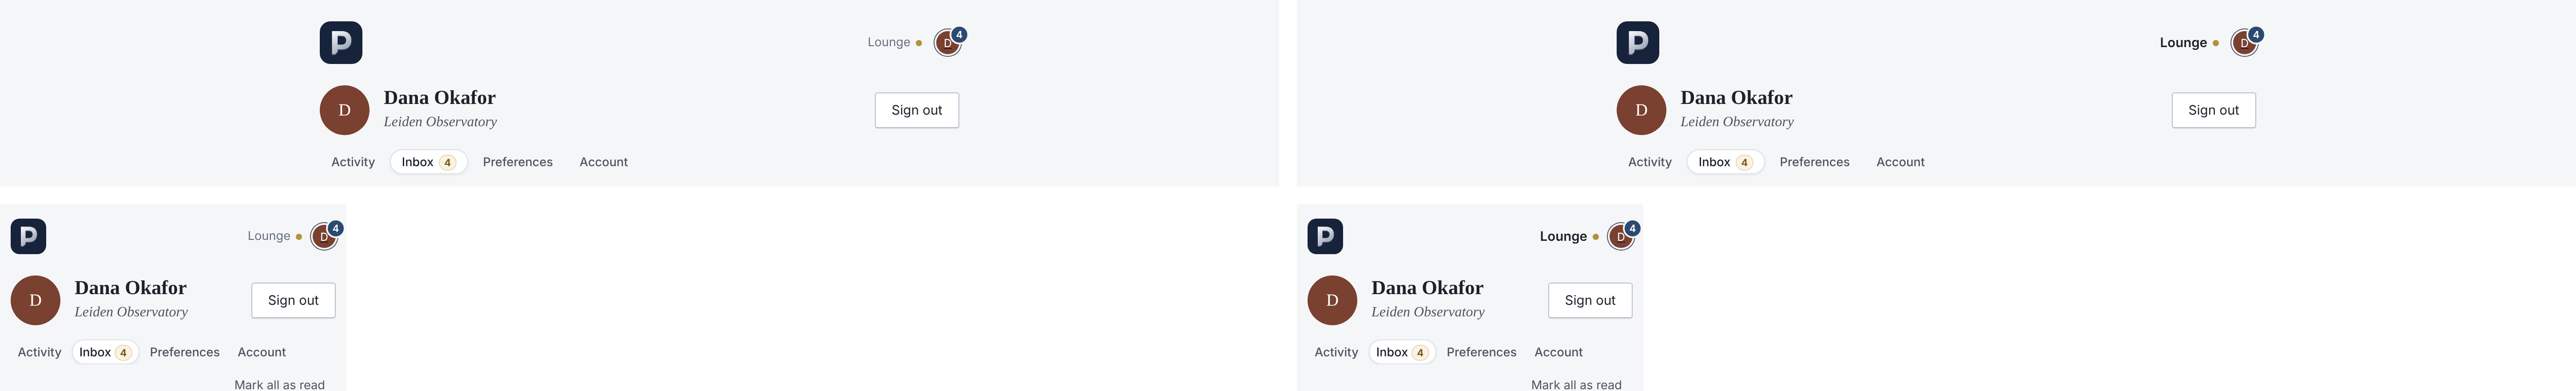 P
Lounge
D
4
P
Lounge
D
4
D
Dana Okafor
Leiden Observatory
Sign out
D
Dana Okafor
Leiden Observatory
Sign out
Activity
Inbox 4
Preferences
Account
Activity
Inbox 4
Preferences
Account
P
Lounge
D
4
P
Lounge
D
4
D
Dana Okafor
Leiden Observatory
Sign out
D
Dana Okafor
Leiden Observatory
Sign out
Activity
Inbox 4
Preferences
Account
Activity
Inbox 4
Preferences
Account
Mark all as read
Mark all as read